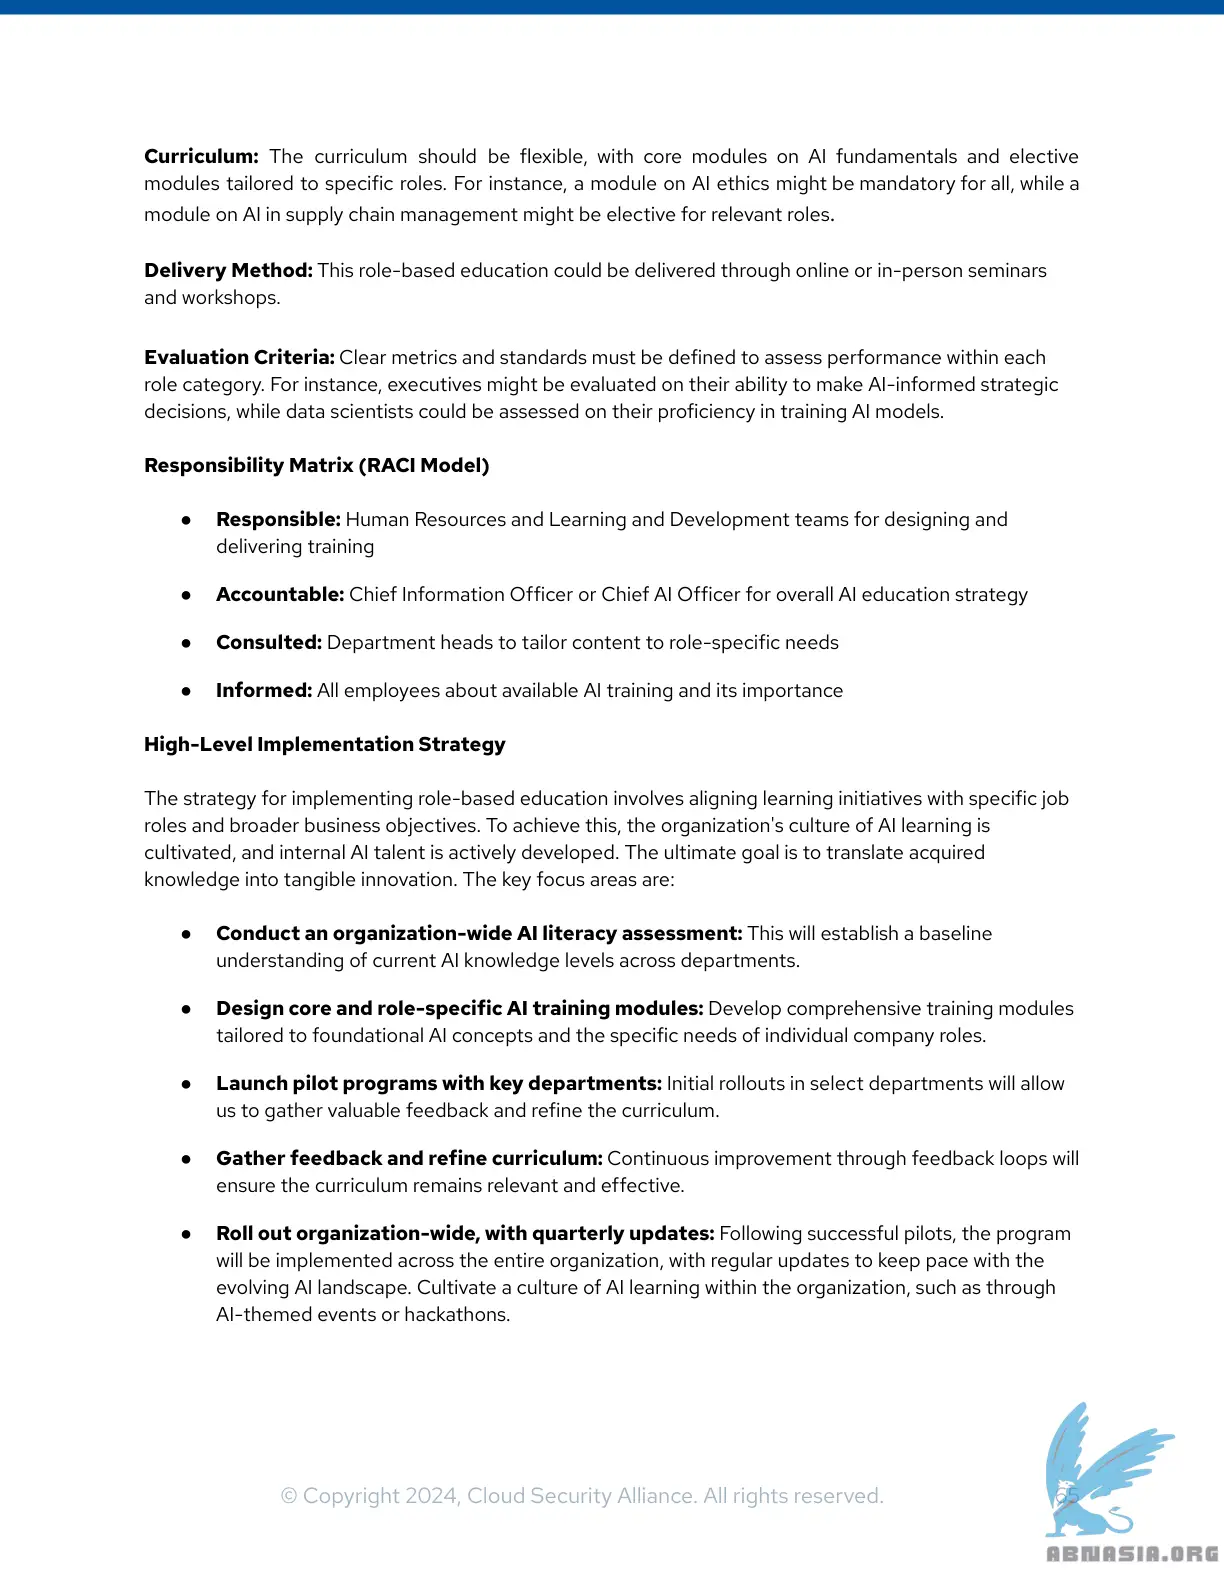 Curriculum: The curriculum should be flexible, with core modules on AI fundamentals and elective
modules tailored to specific roles. For instance, a module on AI ethics might be mandatory for all, while a
module on AI in supply chain management might be elective for relevant roles.
Delivery Method: This role-based education could be delivered through online or in-person seminars
and workshops.
Evaluation Criteria: Clear metrics and standards must be defined to assess performance within each
role category. For instance, executives might be evaluated on their ability to make AI-informed strategic
decisions, while data scientists could be assessed on their proficiency in training AI models.
Responsibility Matrix (RACI Model)
● Responsible: Human Resources and Learning and Development teams for designing and
delivering training
● Accountable: Chief Information Officer or Chief AI Officer for overall AI education strategy
● Consulted: Department heads to tailor content to role-specific needs
● Informed: All employees about available AI training and its importance
High-Level Implementation Strategy
The strategy for implementing role-based education involves aligning learning initiatives with specific job
roles and broader business objectives. To achieve this, the organization's culture of AI learning is
cultivated, and internal AI talent is actively developed. The ultimate goal is to translate acquired
knowledge into tangible innovation. The key focus areas are:
● Conduct an organization-wide AI literacy assessment: This will establish a baseline
understanding of current AI knowledge levels across departments.
● Design core and role-specific AI training modules: Develop comprehensive training modules
tailored to foundational AI concepts and the specific needs of individual company roles.
● Launch pilot programs with key departments: Initial rollouts in select departments will allow
us to gather valuable feedback and refine the curriculum.
● Gather feedback and refine curriculum: Continuous improvement through feedback loops will
ensure the curriculum remains relevant and effective.
● Roll out organization-wide, with quarterly updates: Following successful pilots, the program
will be implemented across the entire organization, with regular updates to keep pace with the
evolving AI landscape. Cultivate a culture of AI learning within the organization, such as through
AI-themed events or hackathons.
© Copyright 2024, Cloud Security Alliance. All rights reserved.
65
ABNASIA.ORG